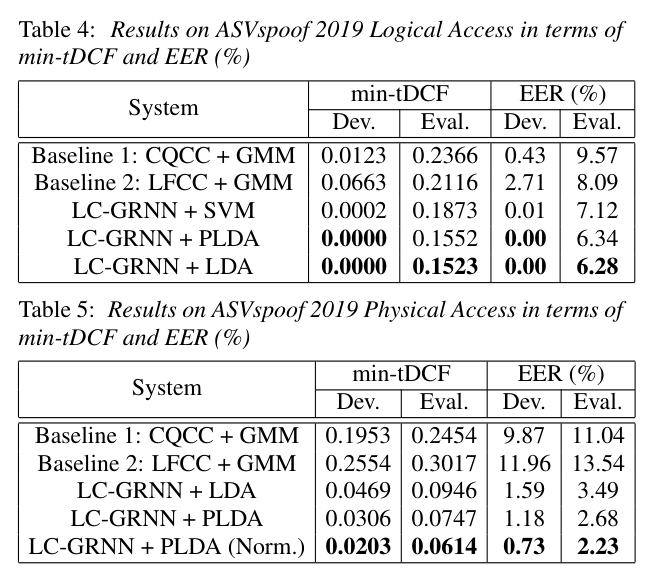 Table 4: Results on ASVspoof 2019 Logical Access in terms of
min-tDCF and EER (%)
System min-tDCF EER (%)
Dev. Eval. Dev. Eval.
Baseline 1: CQCC + GMM 0.0123 0.2366 0.43 9.57
Baseline 2: LFCC + GMM 0.0663 0.2116 2.71 8.09
LC-GRNN + SVM 0.0002 0.1873 0.01 7.12
LC-GRNN + PLDA 0.0000 0.1552 0.00 6.34
LC-GRNN + LDA 0.0000 0.1523 0.00 6.28
Table 5: Results on ASVspoof 2019 Physical Access in terms of
min-tDCF and EER (%)
System min-tDCF EER (%)
Dev. Eval. Dev. Eval.
Baseline 1: CQCC + GMM 0.1953 0.2454 9.87 11.04
Baseline 2: LFCC + GMM 0.2554 0.3017 11.96 13.54
LC-GRNN + LDA 0.0469 0.0946 1.59 3.49
LC-GRNN + PLDA 0.0306 0.0747 1.18 2.68
LC-GRNN + PLDA (Norm.) 0.0203 0.0614 0.73 2.23